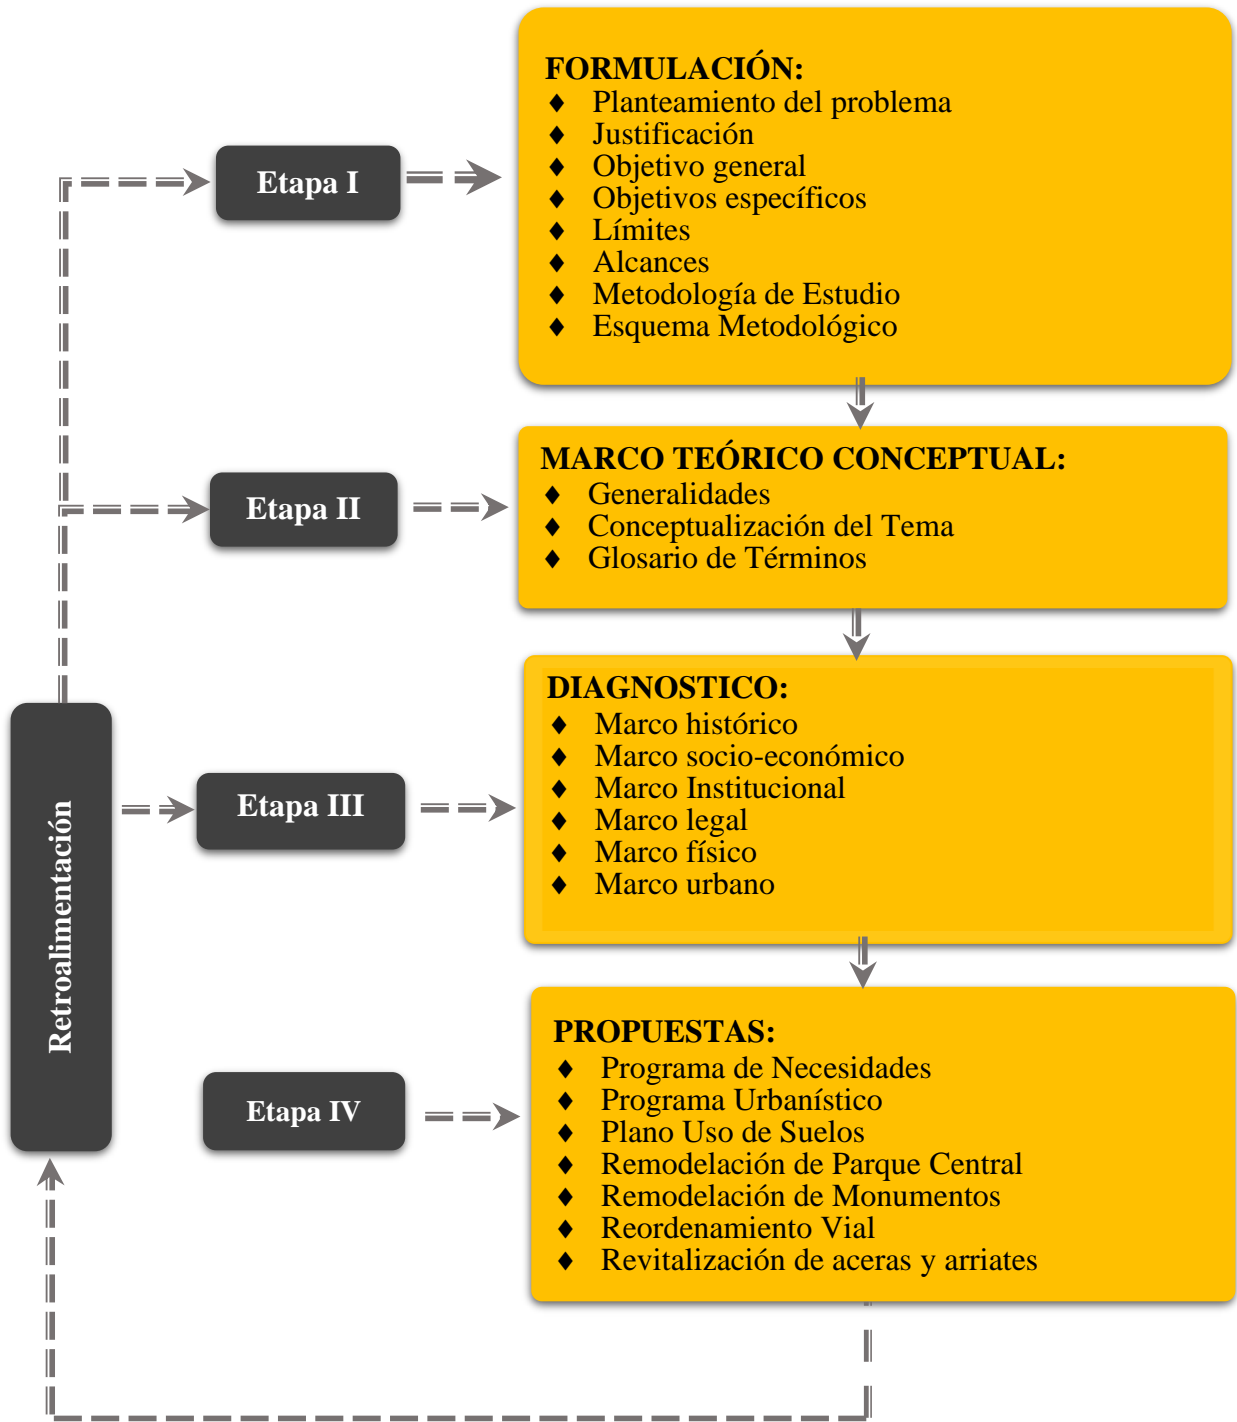 Etapa I
FORMULACIÓN:
♦ Planteamiento del problema
♦ Justificación
♦ Objetivo general
♦ Objetivos específicos
♦ Límites
♦ Alcances
♦ Metodología de Estudio
♦ Esquema Metodológico
Etapa II
MARCO TEÓRICO CONCEPTUAL:
♦ Generalidades
♦ Conceptualización del Tema
♦ Glosario de Términos
Retroalimentación
Etapa III
DIAGNOSTICO:
♦ Marco histórico
♦ Marco socio-económico
♦ Marco Institucional
♦ Marco legal
♦ Marco físico
♦ Marco urbano
Etapa IV
PROPUESTAS:
♦ Programa de Necesidades
♦ Programa Urbanístico
♦ Plano Uso de Suelos
♦ Remodelación de Parque Central
♦ Remodelación de Monumentos
♦ Reordenamiento Vial
♦ Revitalización de aceras y arriates